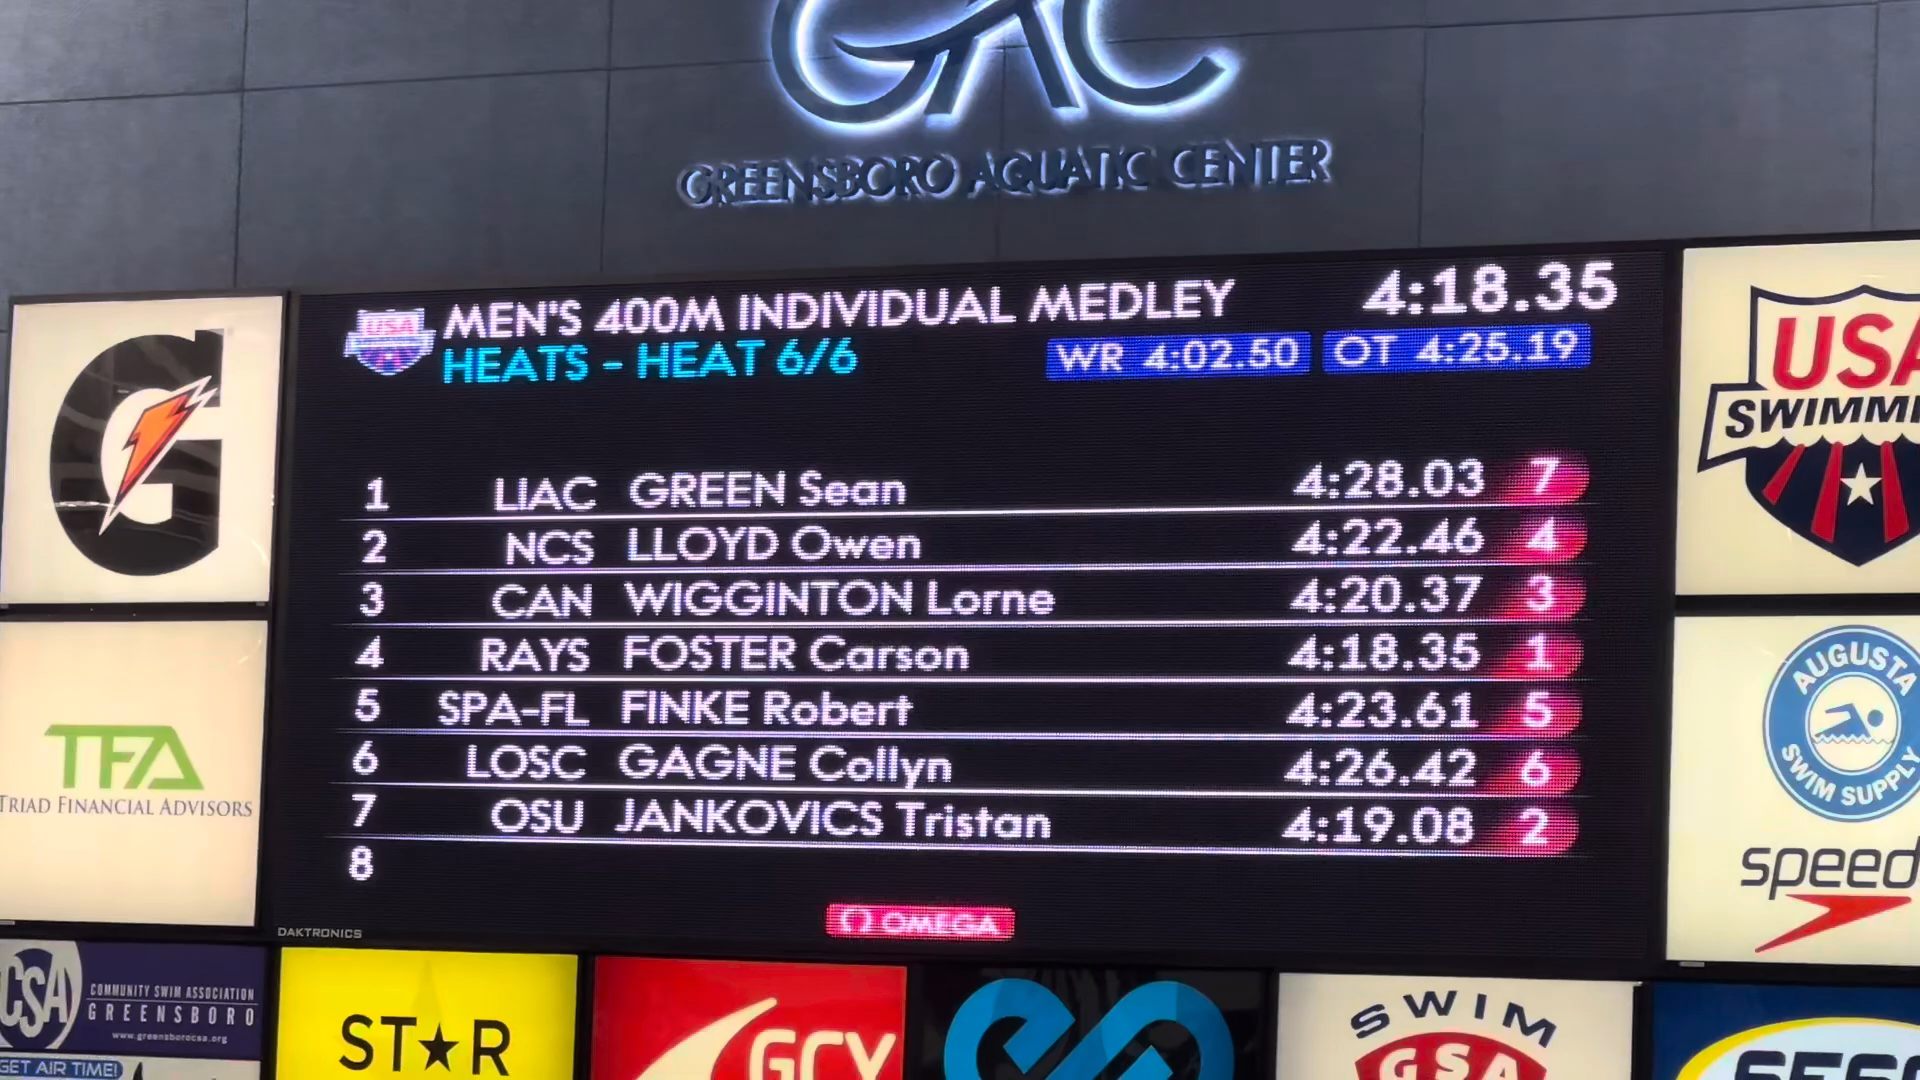 GAC
GREENSBORO AQUATIC CENTER
USA MEN'S 400M INDIVIDUAL MEDLEY 4:18.35
HEATS - HEAT 6/6 WR 4:02.50 OT 4:25.19
1 LIAC GREEN Sean 4:28.03 7
2 NCS LLOYD Owen 4:22.46 4
3 CAN WIGGINTON Lorne 4:20.37 3
4 RAYS FOSTER Carson 4:18.35 1
5 SPA-FL FINKE Robert 4:23.61 5
6 LOSC GAGNE Collyn 4:26.42 6
7 OSU JANKOVICS Tristan 4:19.08 2
8
Ω OMEGA
DAKTRONICS
G
TFA
TRIAD FINANCIAL ADVISORS
USA
SWIMMI
AUGUSTA
SWIM SUPPLY
speed
CSA
COMMUNITY SWIM ASSOCIATION
GREENSBORO
www.greensborocsa.org
GET AIR TIME!
ST★R
GCY
SWIM
GSA